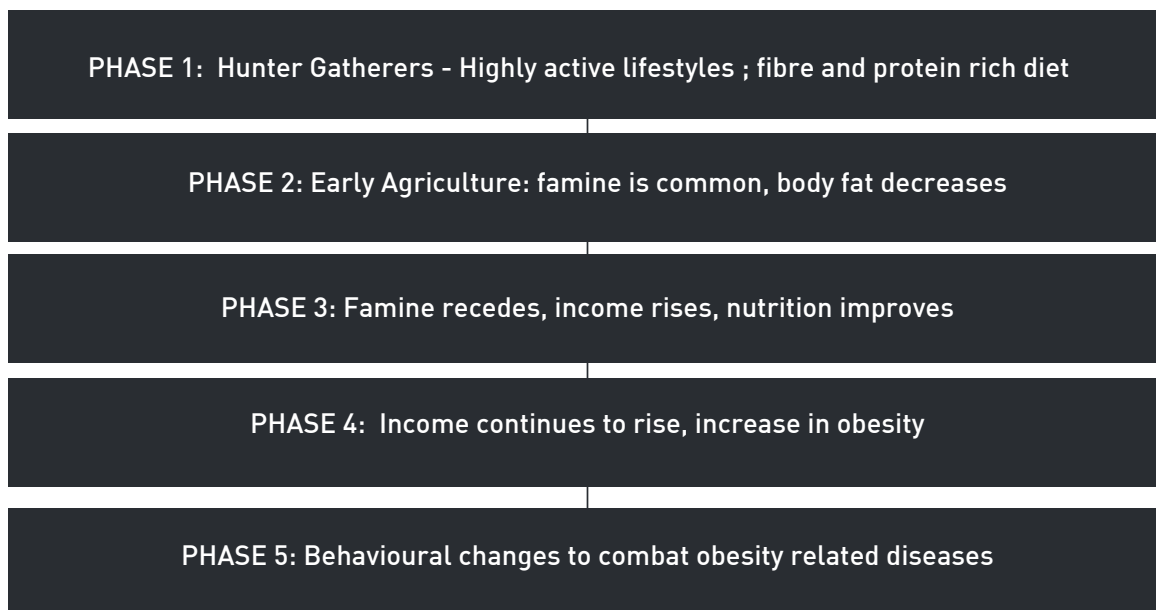 PHASE 1:  Hunter Gatherers - Highly active lifestyles ; fibre and protein rich diet
PHASE 2: Early Agriculture: famine is common, body fat decreases
PHASE 3: Famine recedes, income rises, nutrition improves
PHASE 4:  Income continues to rise, increase in obesity
PHASE 5: Behavioural changes to combat obesity related diseases